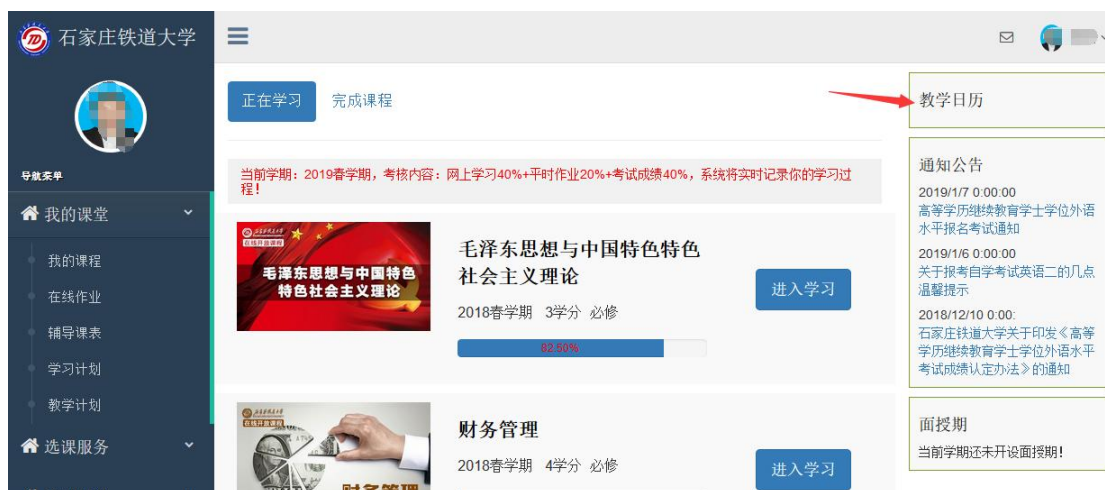 石家庄铁道大学
导航菜单
我的课堂
我的课程
在线作业
辅导课表
学习计划
教学计划
选课服务
正在学习
完成课程
当前学期：2019春学期，考核内容：网上学习40%+平时作业20%+考试成绩40%，系统将实时记录你的学习过
程！
在线开放课程
毛泽东思想与中国特色
特色社会主义理论
毛泽东思想与中国特色特色
社会主义理论
2018春学期 3学分 必修
82.50%
进入学习
在线开放课程
财务管理
财务管理
2018春学期 4学分 必修
进入学习
教学日历
通知公告
2019/1/7 0:00:00
高等学历继续教育学士学位外语
水平报名考试通知
2019/1/6 0:00:00
关于报考自学考试英语二的几点
温馨提示
2018/12/10 0:00:
石家庄铁道大学关于印发《高等
学历继续教育学士学位外语水平
考试成绩认定办法》的通知
面授期
当前学期还未开设面授期！